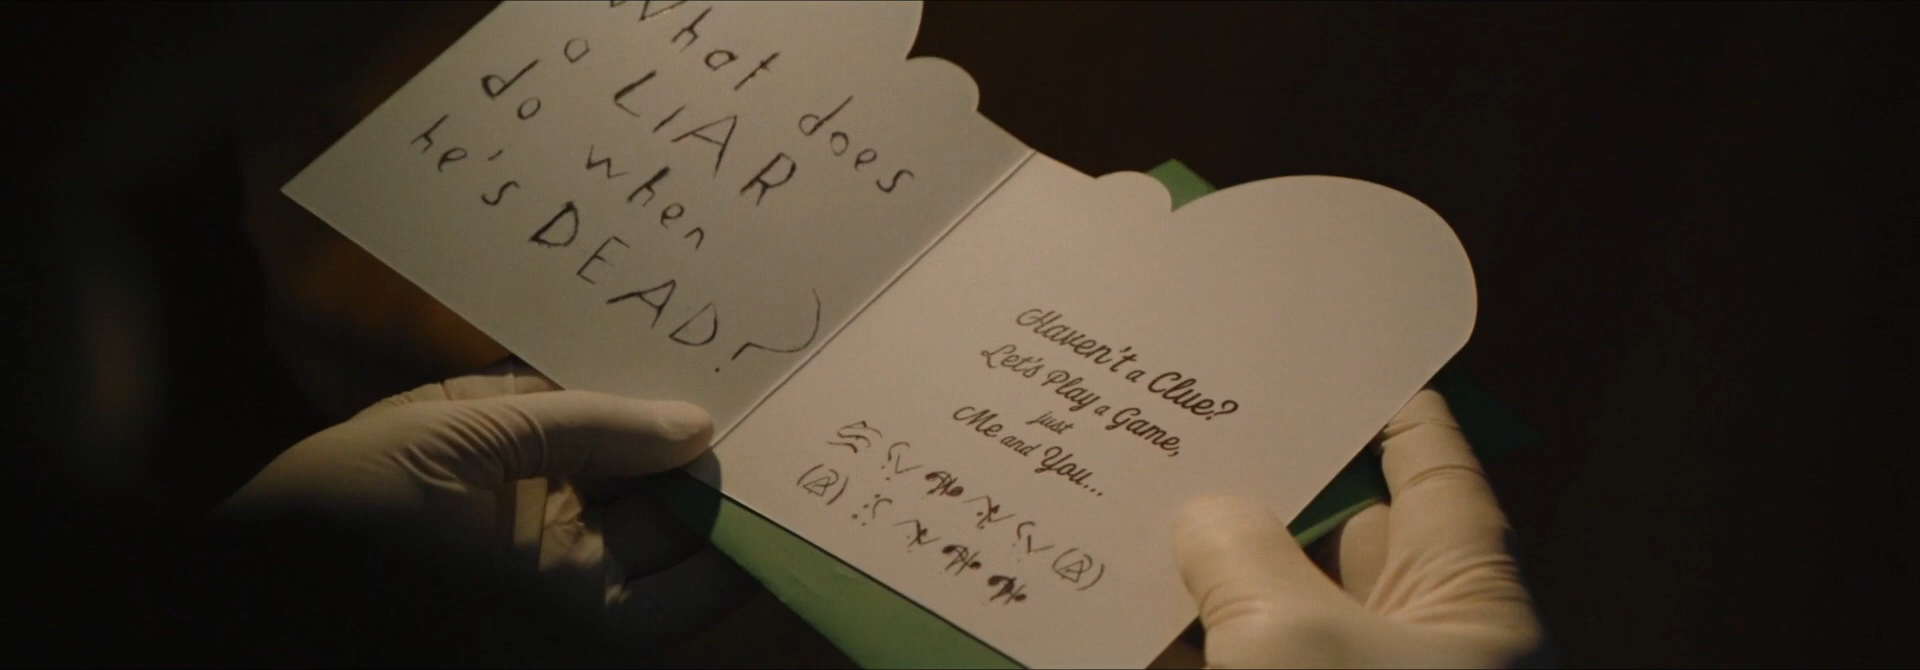 What does
a LIAR
do when
he's DEAD?
Haven't a Clue?
Let's Play a Game,
just
Me and You...